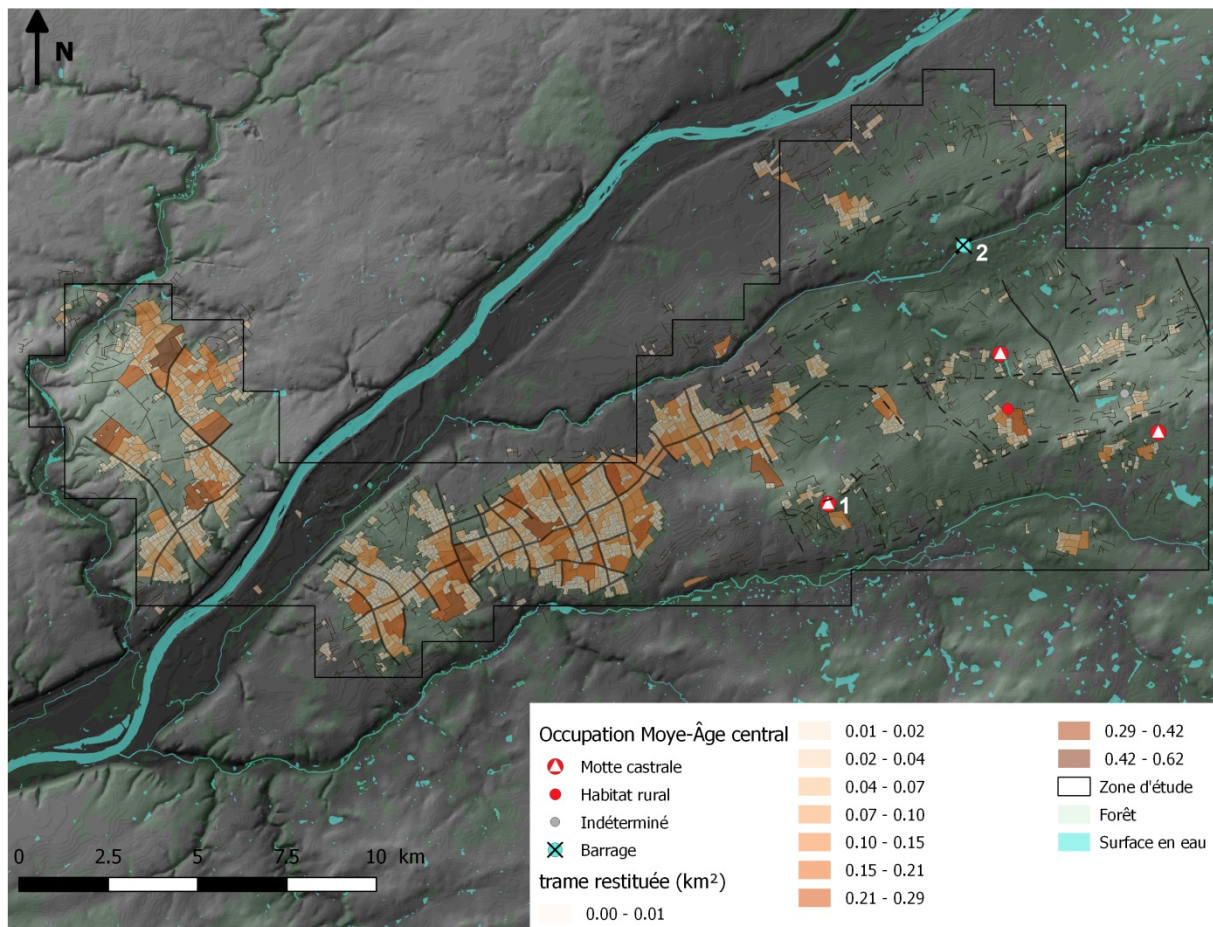 N
2
1
Occupation Moye-Âge central
Motte castrale
Habitat rural
Indéterminé
Barrage
trame restituée (km²)
0.00 - 0.01
0.01 - 0.02
0.02 - 0.04
0.04 - 0.07
0.07 - 0.10
0.10 - 0.15
0.15 - 0.21
0.21 - 0.29
0.29 - 0.42
0.42 - 0.62
Zone d'étude
Forêt
Surface en eau
0 2.5 5 7.5 10 km